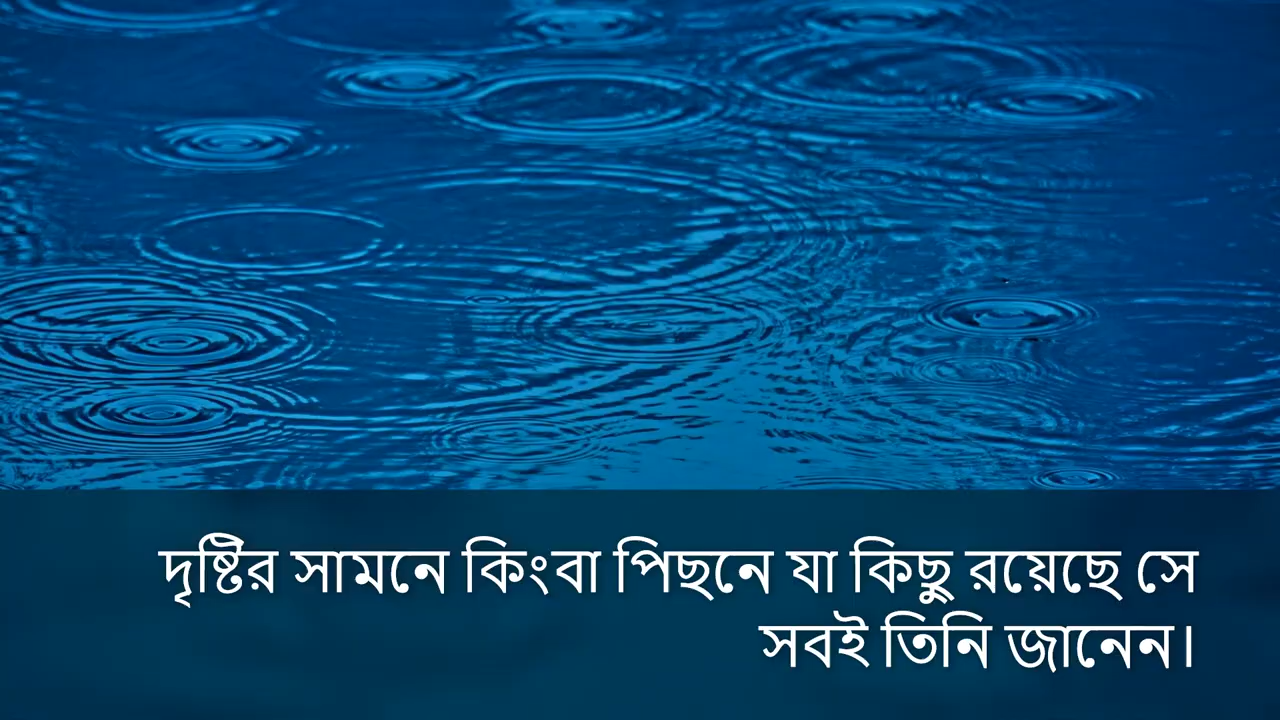 দৃষ্টির সামনে কিংবা পিছনে যা কিছু রয়েছে সে
সবই তিনি জানেন।